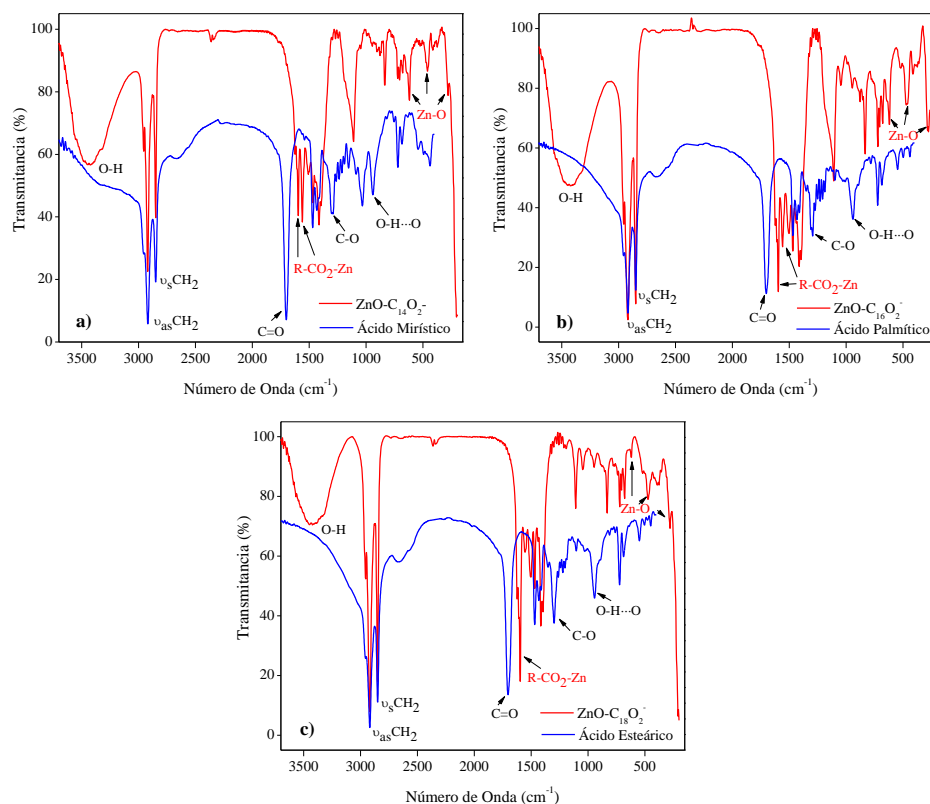 100
80
60
40
20
0
Transmitancia (%)
O-H
Zn-O
C-O
O-H···O
R-CO2-Zn
υsCH2
υasCH2
C=O
a)
ZnO-C14O2-
Ácido Mirístico
3500 3000 2500 2000 1500 1000 500
Número de Onda (cm-1)
100
80
60
40
20
0
Transmitancia (%)
O-H
Zn-O
O-H···O
C-O
R-CO2-Zn
υsCH2
υasCH2
C=O
b)
ZnO-C16O2-
Ácido Palmítico
3500 3000 2500 2000 1500 1000 500
Número de Onda (cm-1)
100
80
60
40
20
0
Transmitancia (%)
O-H
Zn-O
O-H···O
C-O
R-CO2-Zn
υsCH2
υasCH2
C=O
c)
ZnO-C18O2-
Ácido Esteárico
3500 3000 2500 2000 1500 1000 500
Número de Onda (cm-1)